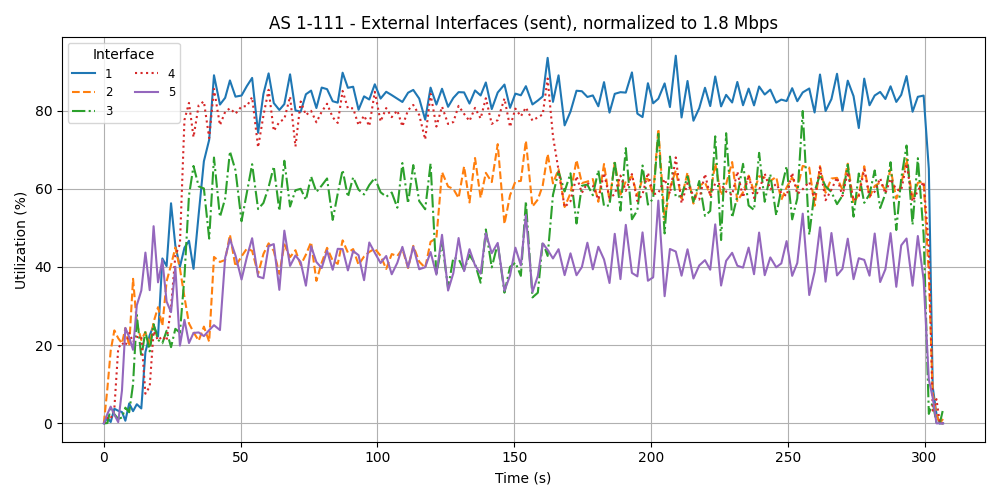 AS 1-111 - External Interfaces (sent), normalized to 1.8 Mbps
Interface
1
2
3
4
5
Utilization (%)
80
60
40
20
0
0 50 100 150 200 250 300
Time (s)